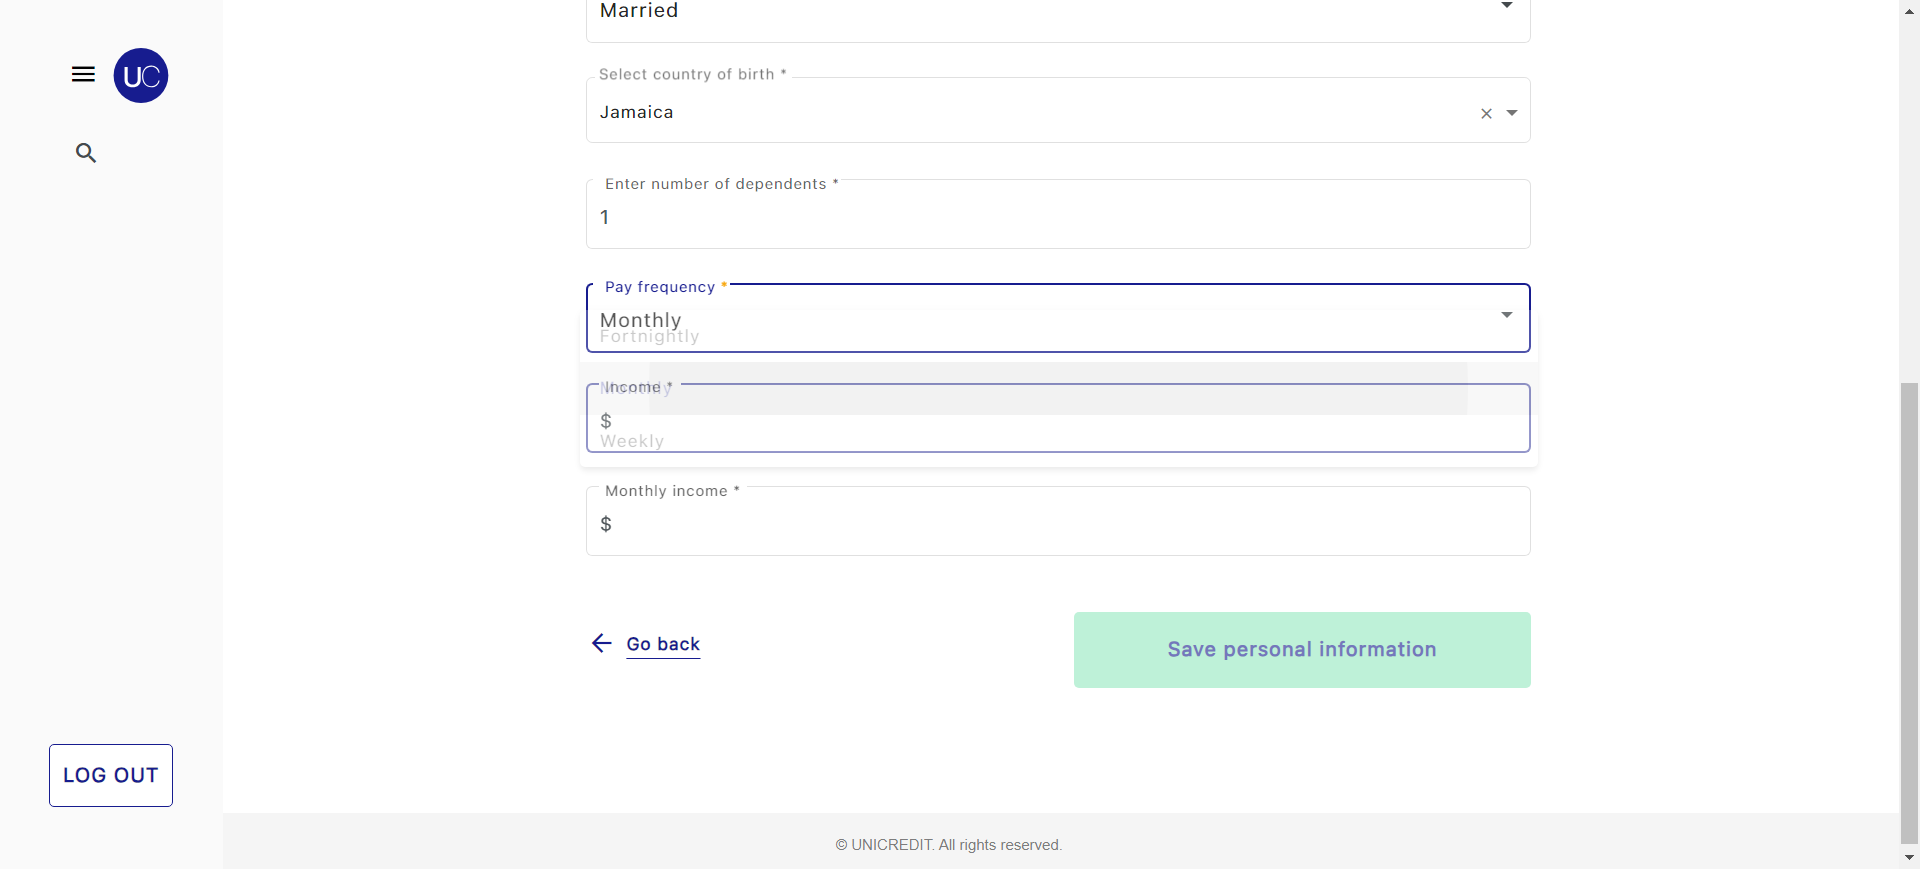 Married
UC
Select country of birth *
Jamaica
Enter number of dependents *
1
Pay frequency *
Monthly
Fortnightly
Income *
Monthly
$
Weekly
Monthly income *
$
Go back
Save personal information
LOG OUT
© UNICREDIT. All rights reserved.